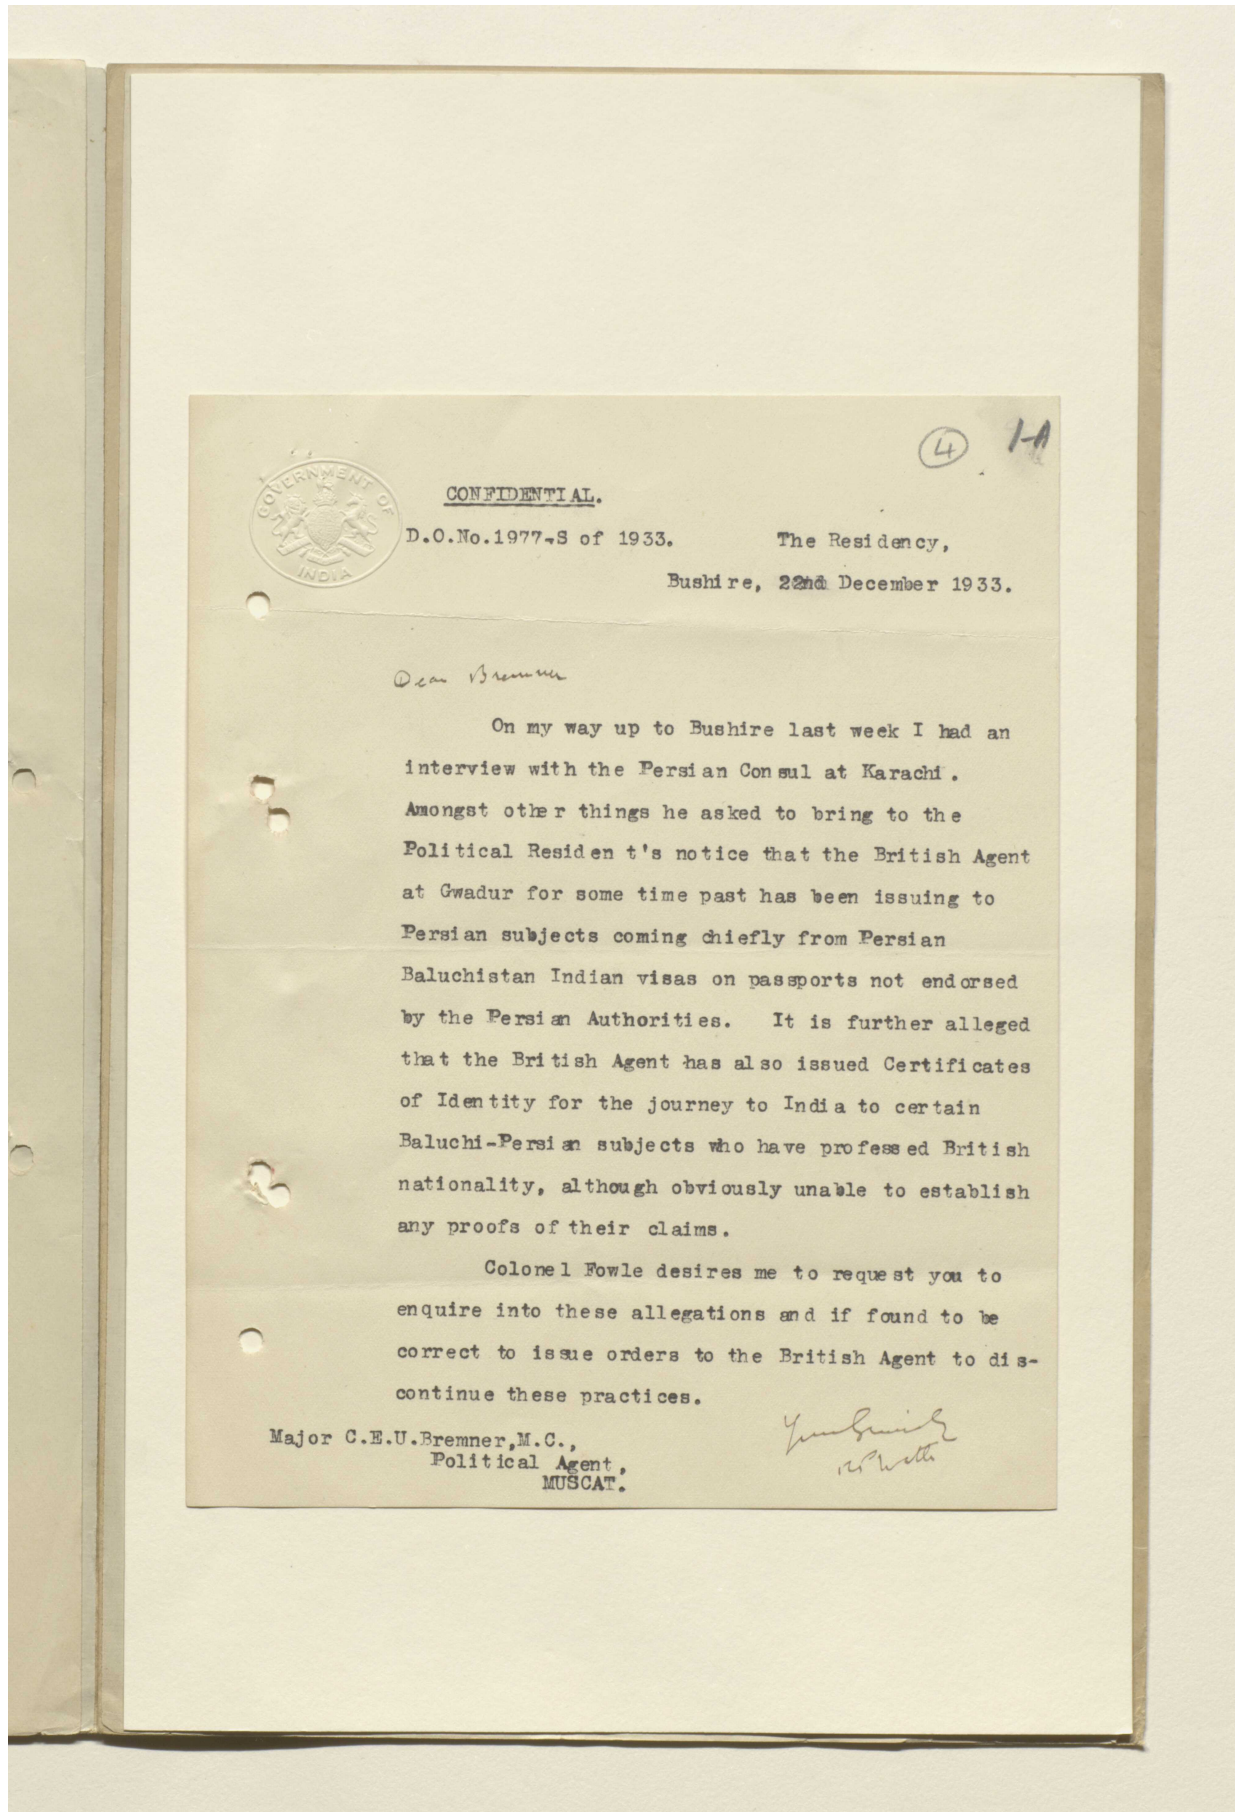 4
GOVERNMENT OF
INDIA
CONFIDENTIAL.
D.O.No.1977-S of 1933.
The Residency,
Bushire, 22nd December 1933.
Dear Bremner
On my way up to Bushire last week I had an
interview with the Persian Consul at Karachi.
Amongst other things he asked to bring to the
Political Resident's notice that the British Agent
at Gwadur for some time past has been issuing to
Persian subjects coming chiefly from Persian
Baluchistan Indian visas on passports not endorsed
by the Persian Authorities. It is further alleged
that the British Agent has also issued Certificates
of Identity for the journey to India to certain
Baluchi-Persian subjects who have professed British
nationality, although obviously unable to establish
any proofs of their claims.
Colonel Fowle desires me to request you to
enquire into these allegations and if found to be
correct to issue orders to the British Agent to dis-
continue these practices.
Major C.E.U.Bremner,M.C.,
Political Agent,
MUSCAT.